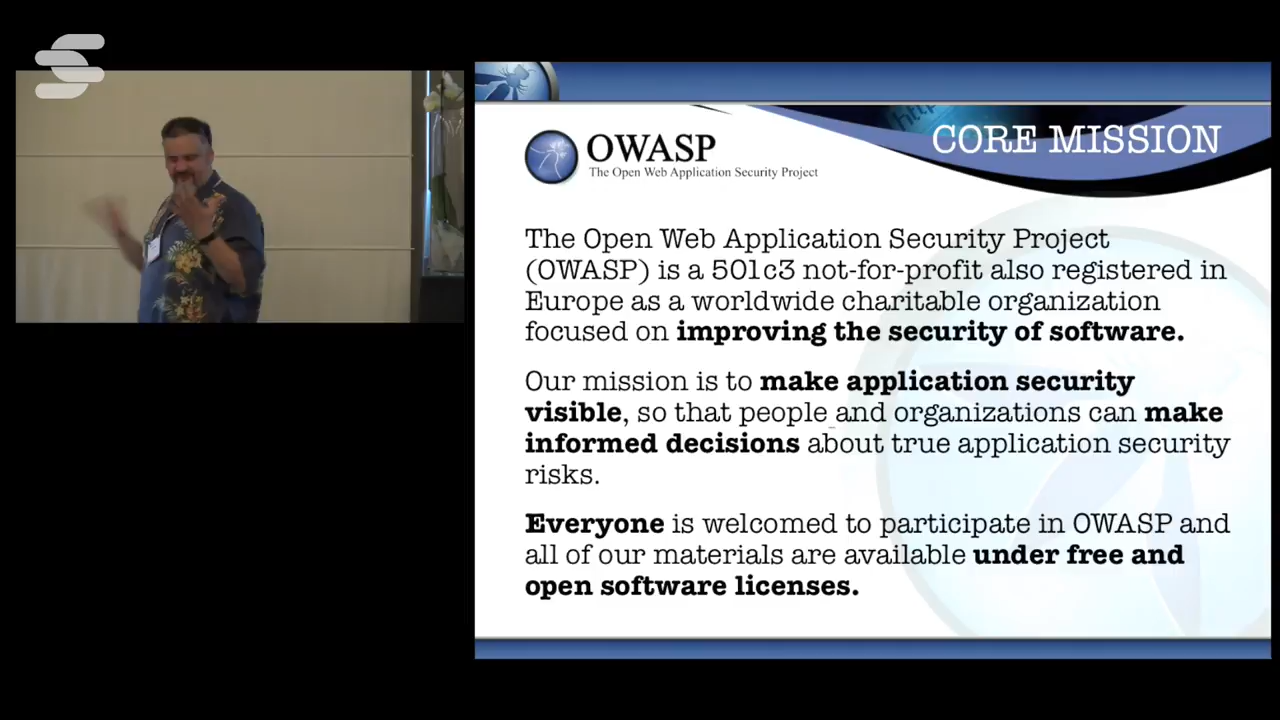 CORE MISSION
OWASP
The Open Web Application Security Project
The Open Web Application Security Project
(OWASP) is a 501c3 not-for-profit also registered in
Europe as a worldwide charitable organization
focused on improving the security of software.
Our mission is to make application security
visible, so that people and organizations can make
informed decisions about true application security
risks.
Everyone is welcomed to participate in OWASP and
all of our materials are available under free and
open software licenses.